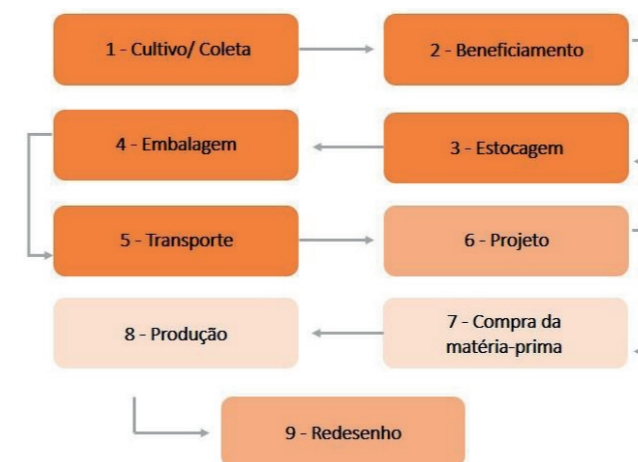 1 - Cultivo/ Coleta
2 - Beneficiamento
4 - Embalagem
3 - Estocagem
5 - Transporte
6 - Projeto
8 - Produção
7 - Compra da
matéria-prima
9 - Redesenho